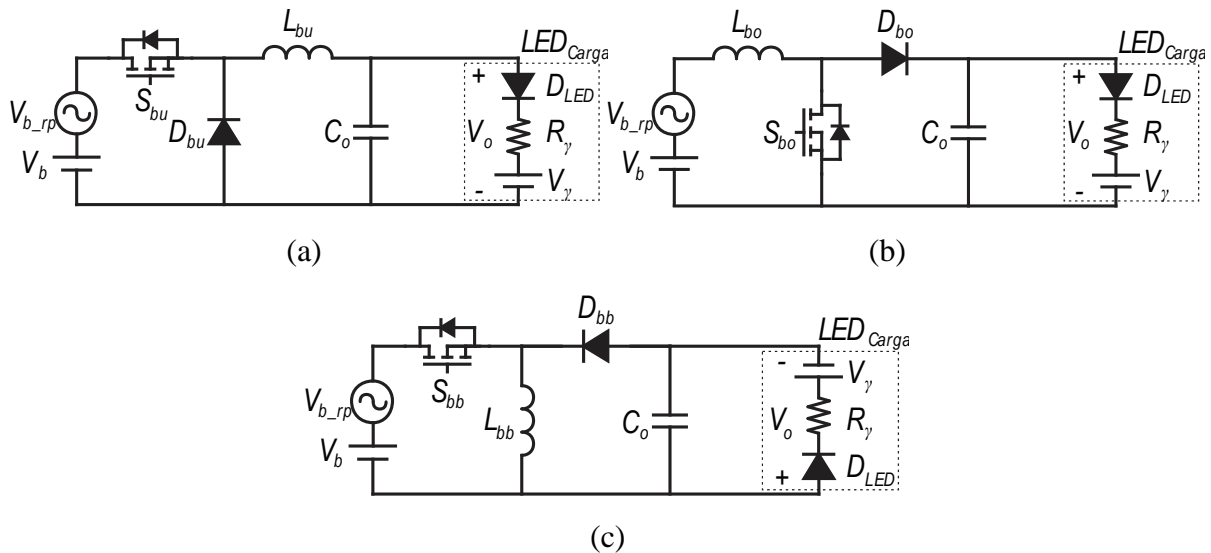 L_bu
LED_Carga
+
D_LED
S_bu
V_b_rp
D_bu
C_o
V_o
R_γ
V_b
-
V_γ
(a)
L_bo
D_bo
LED_Carga
+
D_LED
V_b_rp
S_bo
C_o
V_o
R_γ
V_b
-
V_γ
(b)
D_bb
LED_Carga
-
V_γ
S_bb
V_b_rp
L_bb
C_o
V_o
R_γ
V_b
+
D_LED
(c)